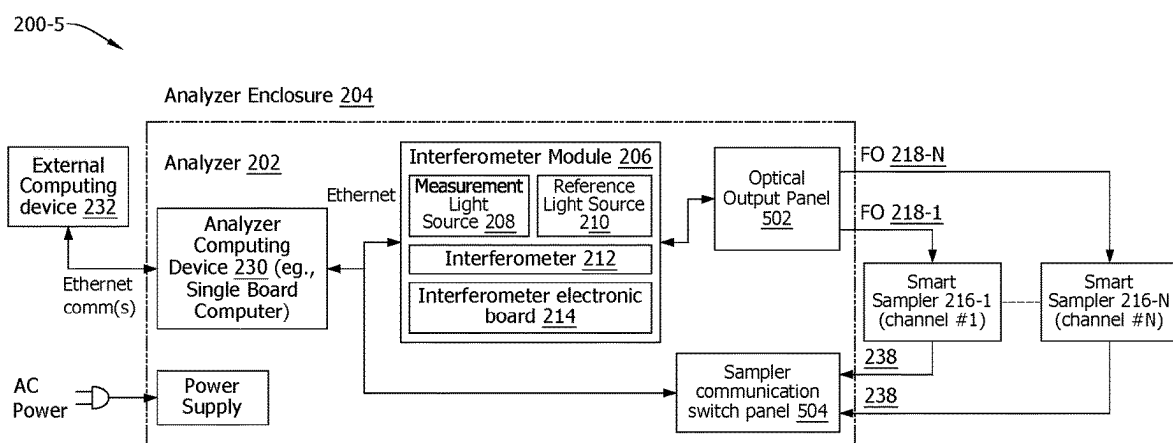 200-5
Analyzer Enclosure 204
External
Computing
device 232
Ethernet
comm(s)
AC
Power
Analyzer 202
Analyzer
Computing
Device 230 (eg.,
Single Board
Computer)
Power
Supply
Ethernet
Interferometer Module 206
Measurement
Light
Source 208
Reference
Light Source
210
Interferometer 212
Interferometer electronic
board 214
Optical
Output Panel
502
Sampler
communication
switch panel 504
FO 218-N
FO 218-1
Smart
Sampler 216-1
(channel #1)
Smart
Sampler 216-N
(channel #N)
238
238